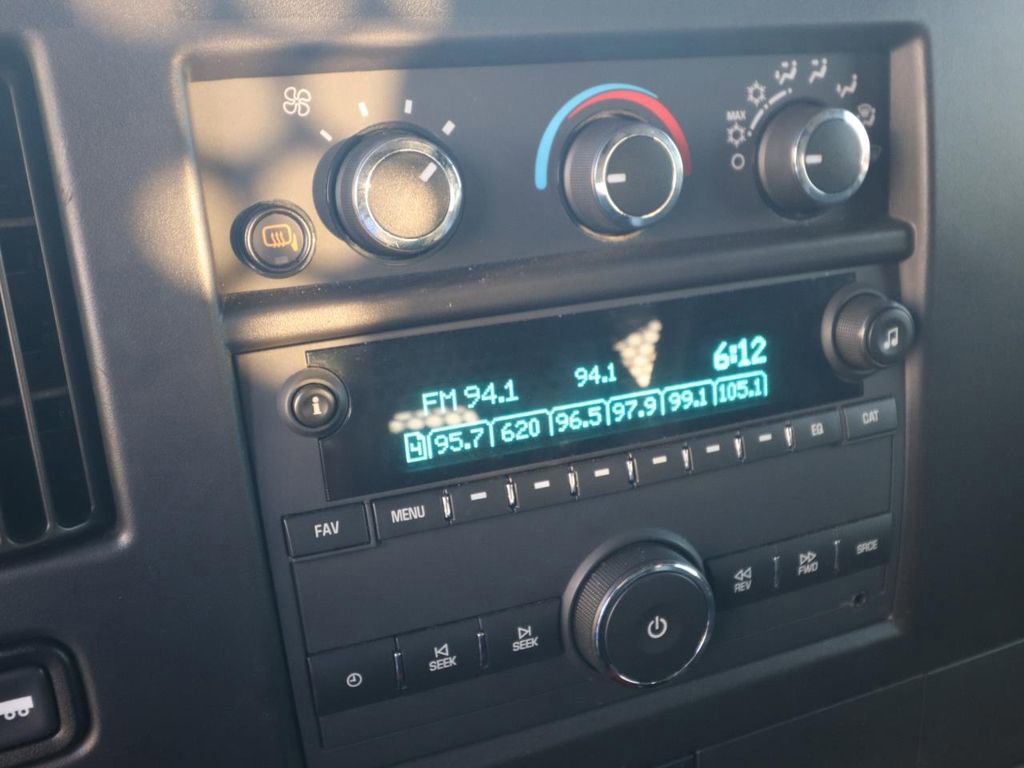 MAX
i
FM 94.1 94.1 6:12
4 95.7 620 96.5 97.9 99.1 105.1
FAV MENU EQ CAT
REV FWD SRCE
SEEK SEEK